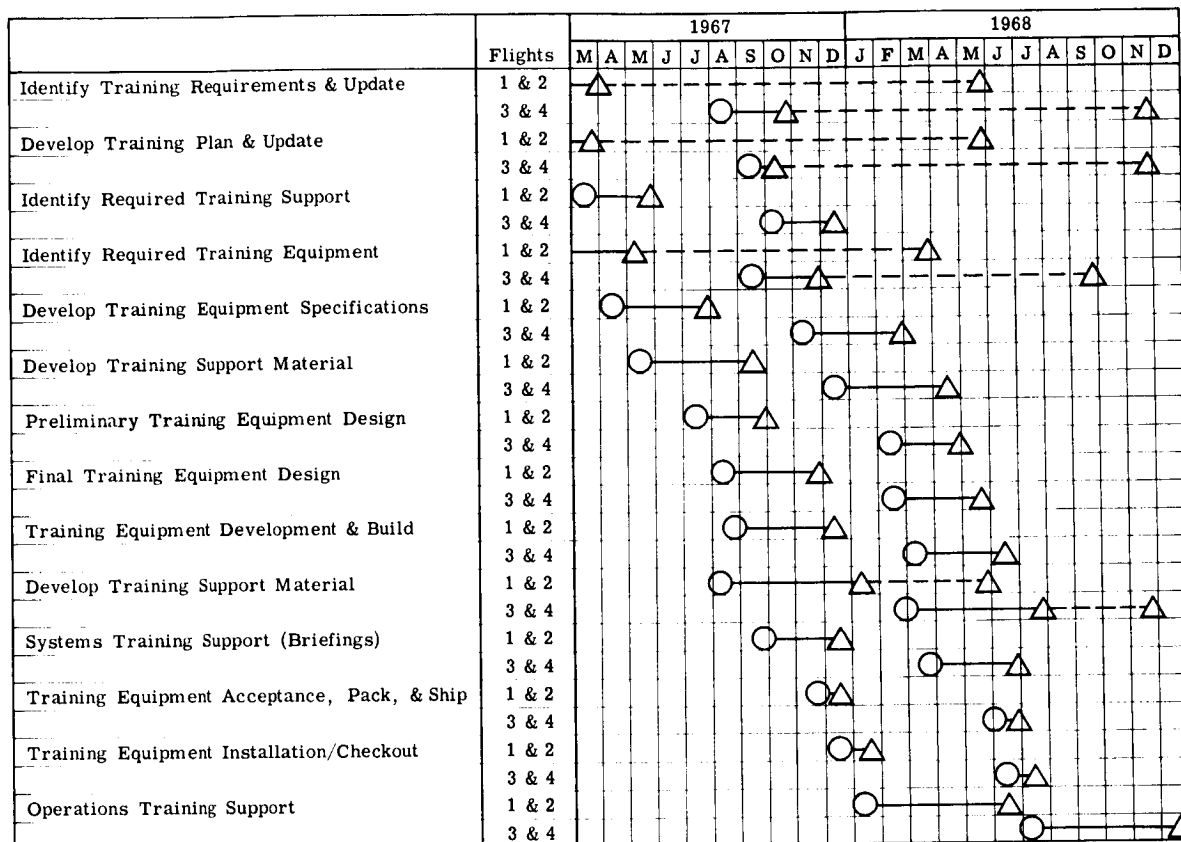 1967 1968
Flights M A M J J A S O N D J F M A M J J A S O N D
Identify Training Requirements & Update 1 & 2
3 & 4
Develop Training Plan & Update 1 & 2
3 & 4
Identify Required Training Support 1 & 2
3 & 4
Identify Required Training Equipment 1 & 2
3 & 4
Develop Training Equipment Specifications 1 & 2
3 & 4
Develop Training Support Material 1 & 2
3 & 4
Preliminary Training Equipment Design 1 & 2
3 & 4
Final Training Equipment Design 1 & 2
3 & 4
Training Equipment Development & Build 1 & 2
3 & 4
Develop Training Support Material 1 & 2
3 & 4
Systems Training Support (Briefings) 1 & 2
3 & 4
Training Equipment Acceptance, Pack, & Ship 1 & 2
3 & 4
Training Equipment Installation/Checkout 1 & 2
3 & 4
Operations Training Support 1 & 2
3 & 4